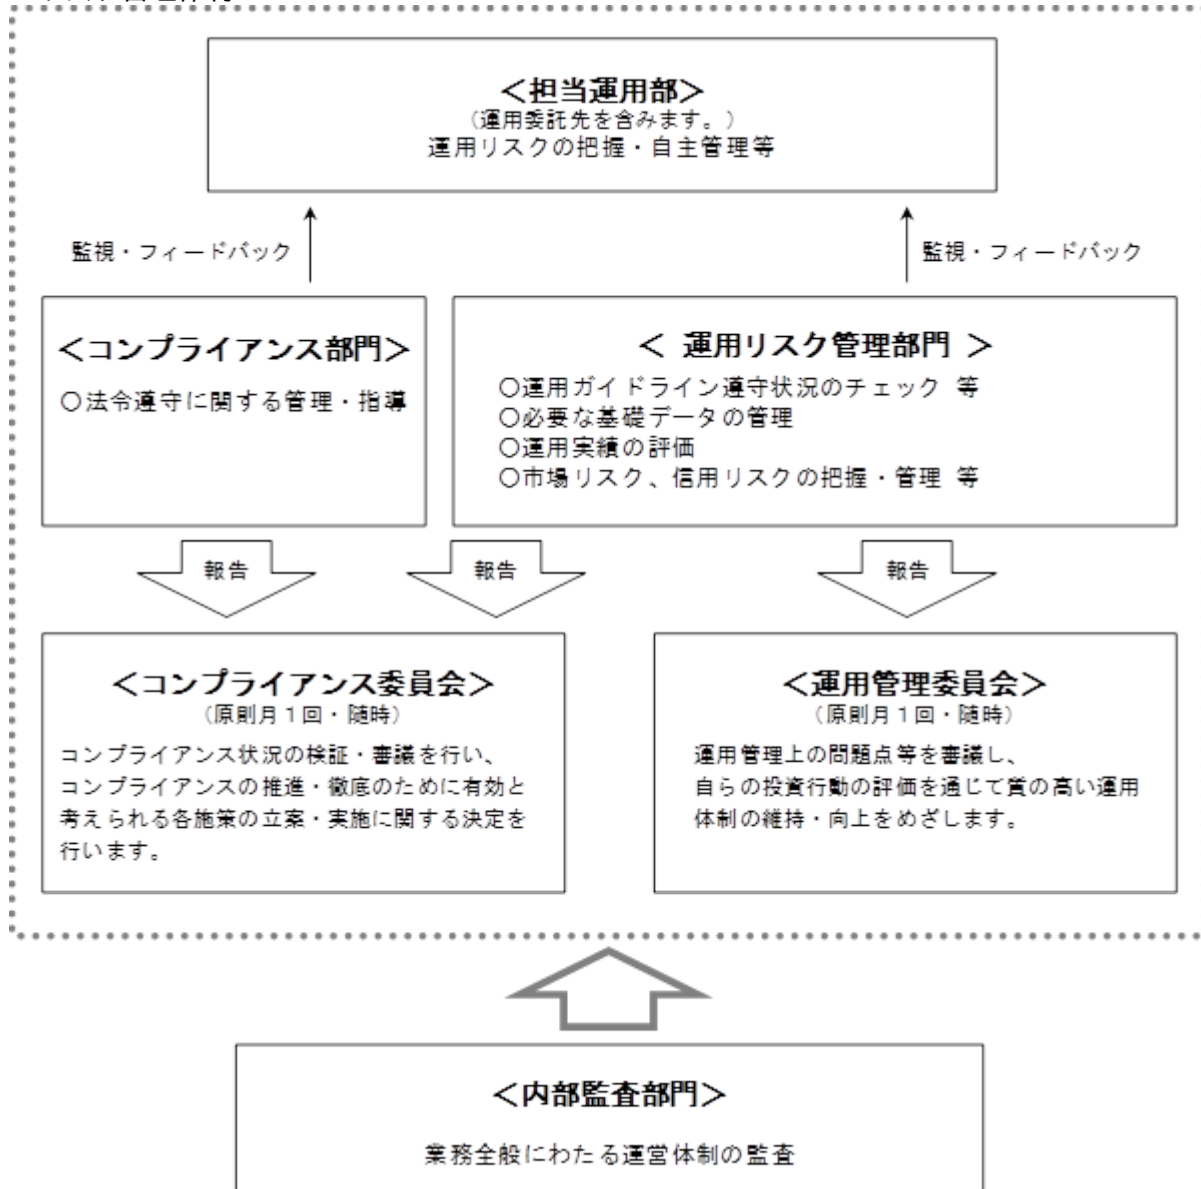 ＜担当運用部＞
（運用委託先を含みます。）
運用リスクの把握・自主管理等
監視・フィードバック
監視・フィードバック
＜コンプライアンス部門＞
○法令遵守に関する管理・指導
＜ 運用リスク管理部門 ＞
○運用ガイドライン遵守状況のチェック 等
○必要な基礎データの管理
○運用実績の評価
○市場リスク、信用リスクの把握・管理 等
報告
報告
報告
＜コンプライアンス委員会＞
（原則月１回・随時）
コンプライアンス状況の検証・審議を行い、
コンプライアンスの推進・徹底のために有効と
考えられる各施策の立案・実施に関する決定を
行います。
＜運用管理委員会＞
（原則月１回・随時）
運用管理上の問題点等を審議し、
自らの投資行動の評価を通じて質の高い運用
体制の維持・向上をめざします。
＜内部監査部門＞
業務全般にわたる運営体制の監査